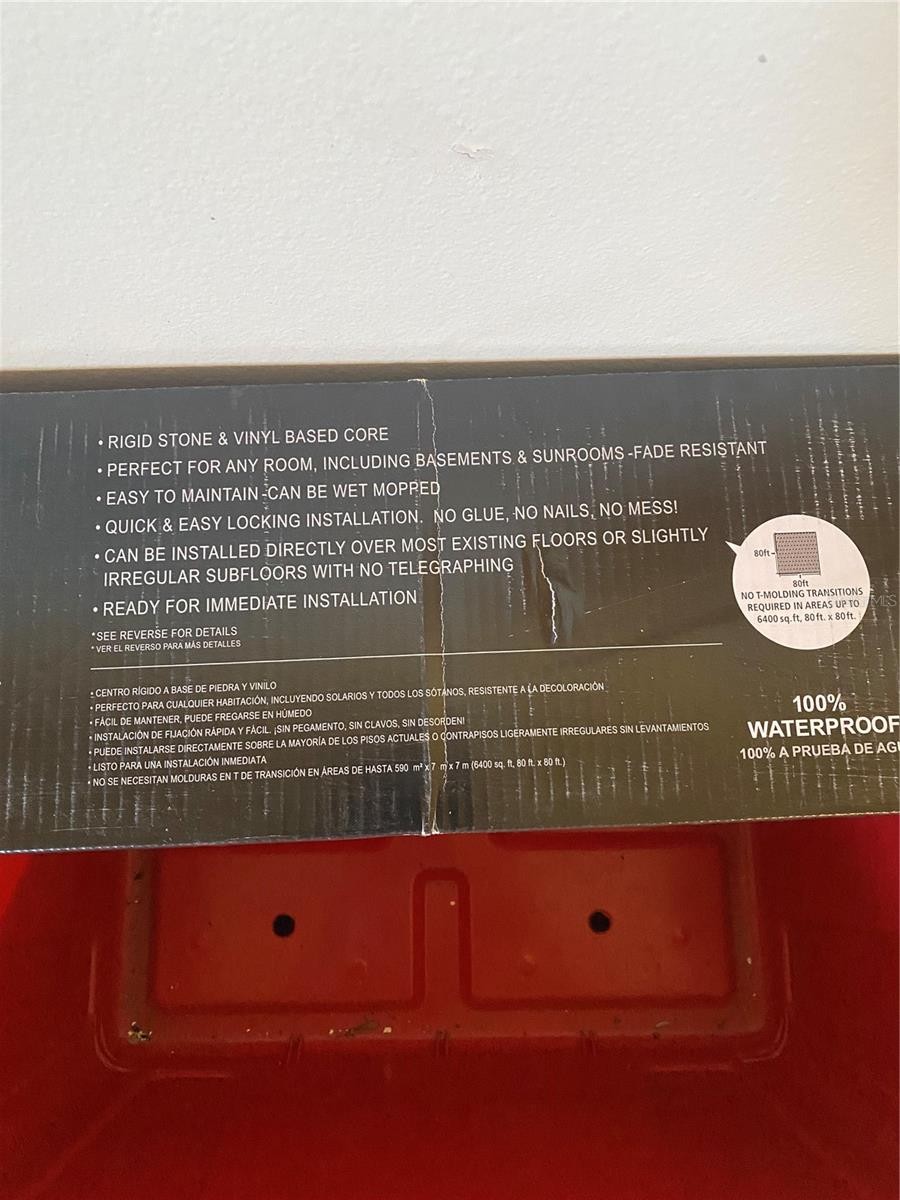 • RIGID STONE & VINYL BASED CORE
• PERFECT FOR ANY ROOM, INCLUDING BASEMENTS & SUNROOMS -FADE RESISTANT
• EASY TO MAINTAIN-CAN BE WET MOPPED
• QUICK & EASY LOCKING INSTALLATION. NO GLUE, NO NAILS, NO MESS!
• CAN BE INSTALLED DIRECTLY OVER MOST EXISTING FLOORS OR SLIGHTLY
IRREGULAR SUBFLOORS WITH NO TELEGRAPHING
• READY FOR IMMEDIATE INSTALLATION
*SEE REVERSE FOR DETAILS
* VER EL REVERSO PARA MÁS DETALLES
• CENTRO RÍGIDO A BASE DE PIEDRA Y VINILO
• PERFECTO PARA CUALQUIER HABITACIÓN, INCLUYENDO SOLARIOS Y TODOS LOS SÓTANOS, RESISTENTE A LA DECOLORACIÓN
• FÁCIL DE MANTENER, PUEDE FREGARSE EN HÚMEDO
• INSTALACIÓN DE FIJACIÓN RÁPIDA Y FÁCIL. ¡SIN PEGAMENTO, SIN CLAVOS, SIN DESORDEN!
• PUEDE INSTALARSE DIRECTAMENTE SOBRE LA MAYORÍA DE LOS PISOS ACTUALES O CONTRAPISOS LIGERAMENTE IRREGULARES SIN LEVANTAMIENTOS
• LISTO PARA UNA INSTALACIÓN INMEDIATA
• NO SE NECESITAN MOLDURAS EN T DE TRANSICIÓN EN ÁREAS DE HASTA 590 m² x 7 m x 7 m (6400 sq. ft, 80 ft. x 80 ft.)
80ft
80ft
NO T-MOLDING TRANSITIONS
REQUIRED IN AREAS UP TO
6400 sq.ft, 80ft. x 80ft.
100%
WATERPROOF
100% A PRUEBA DE AGU